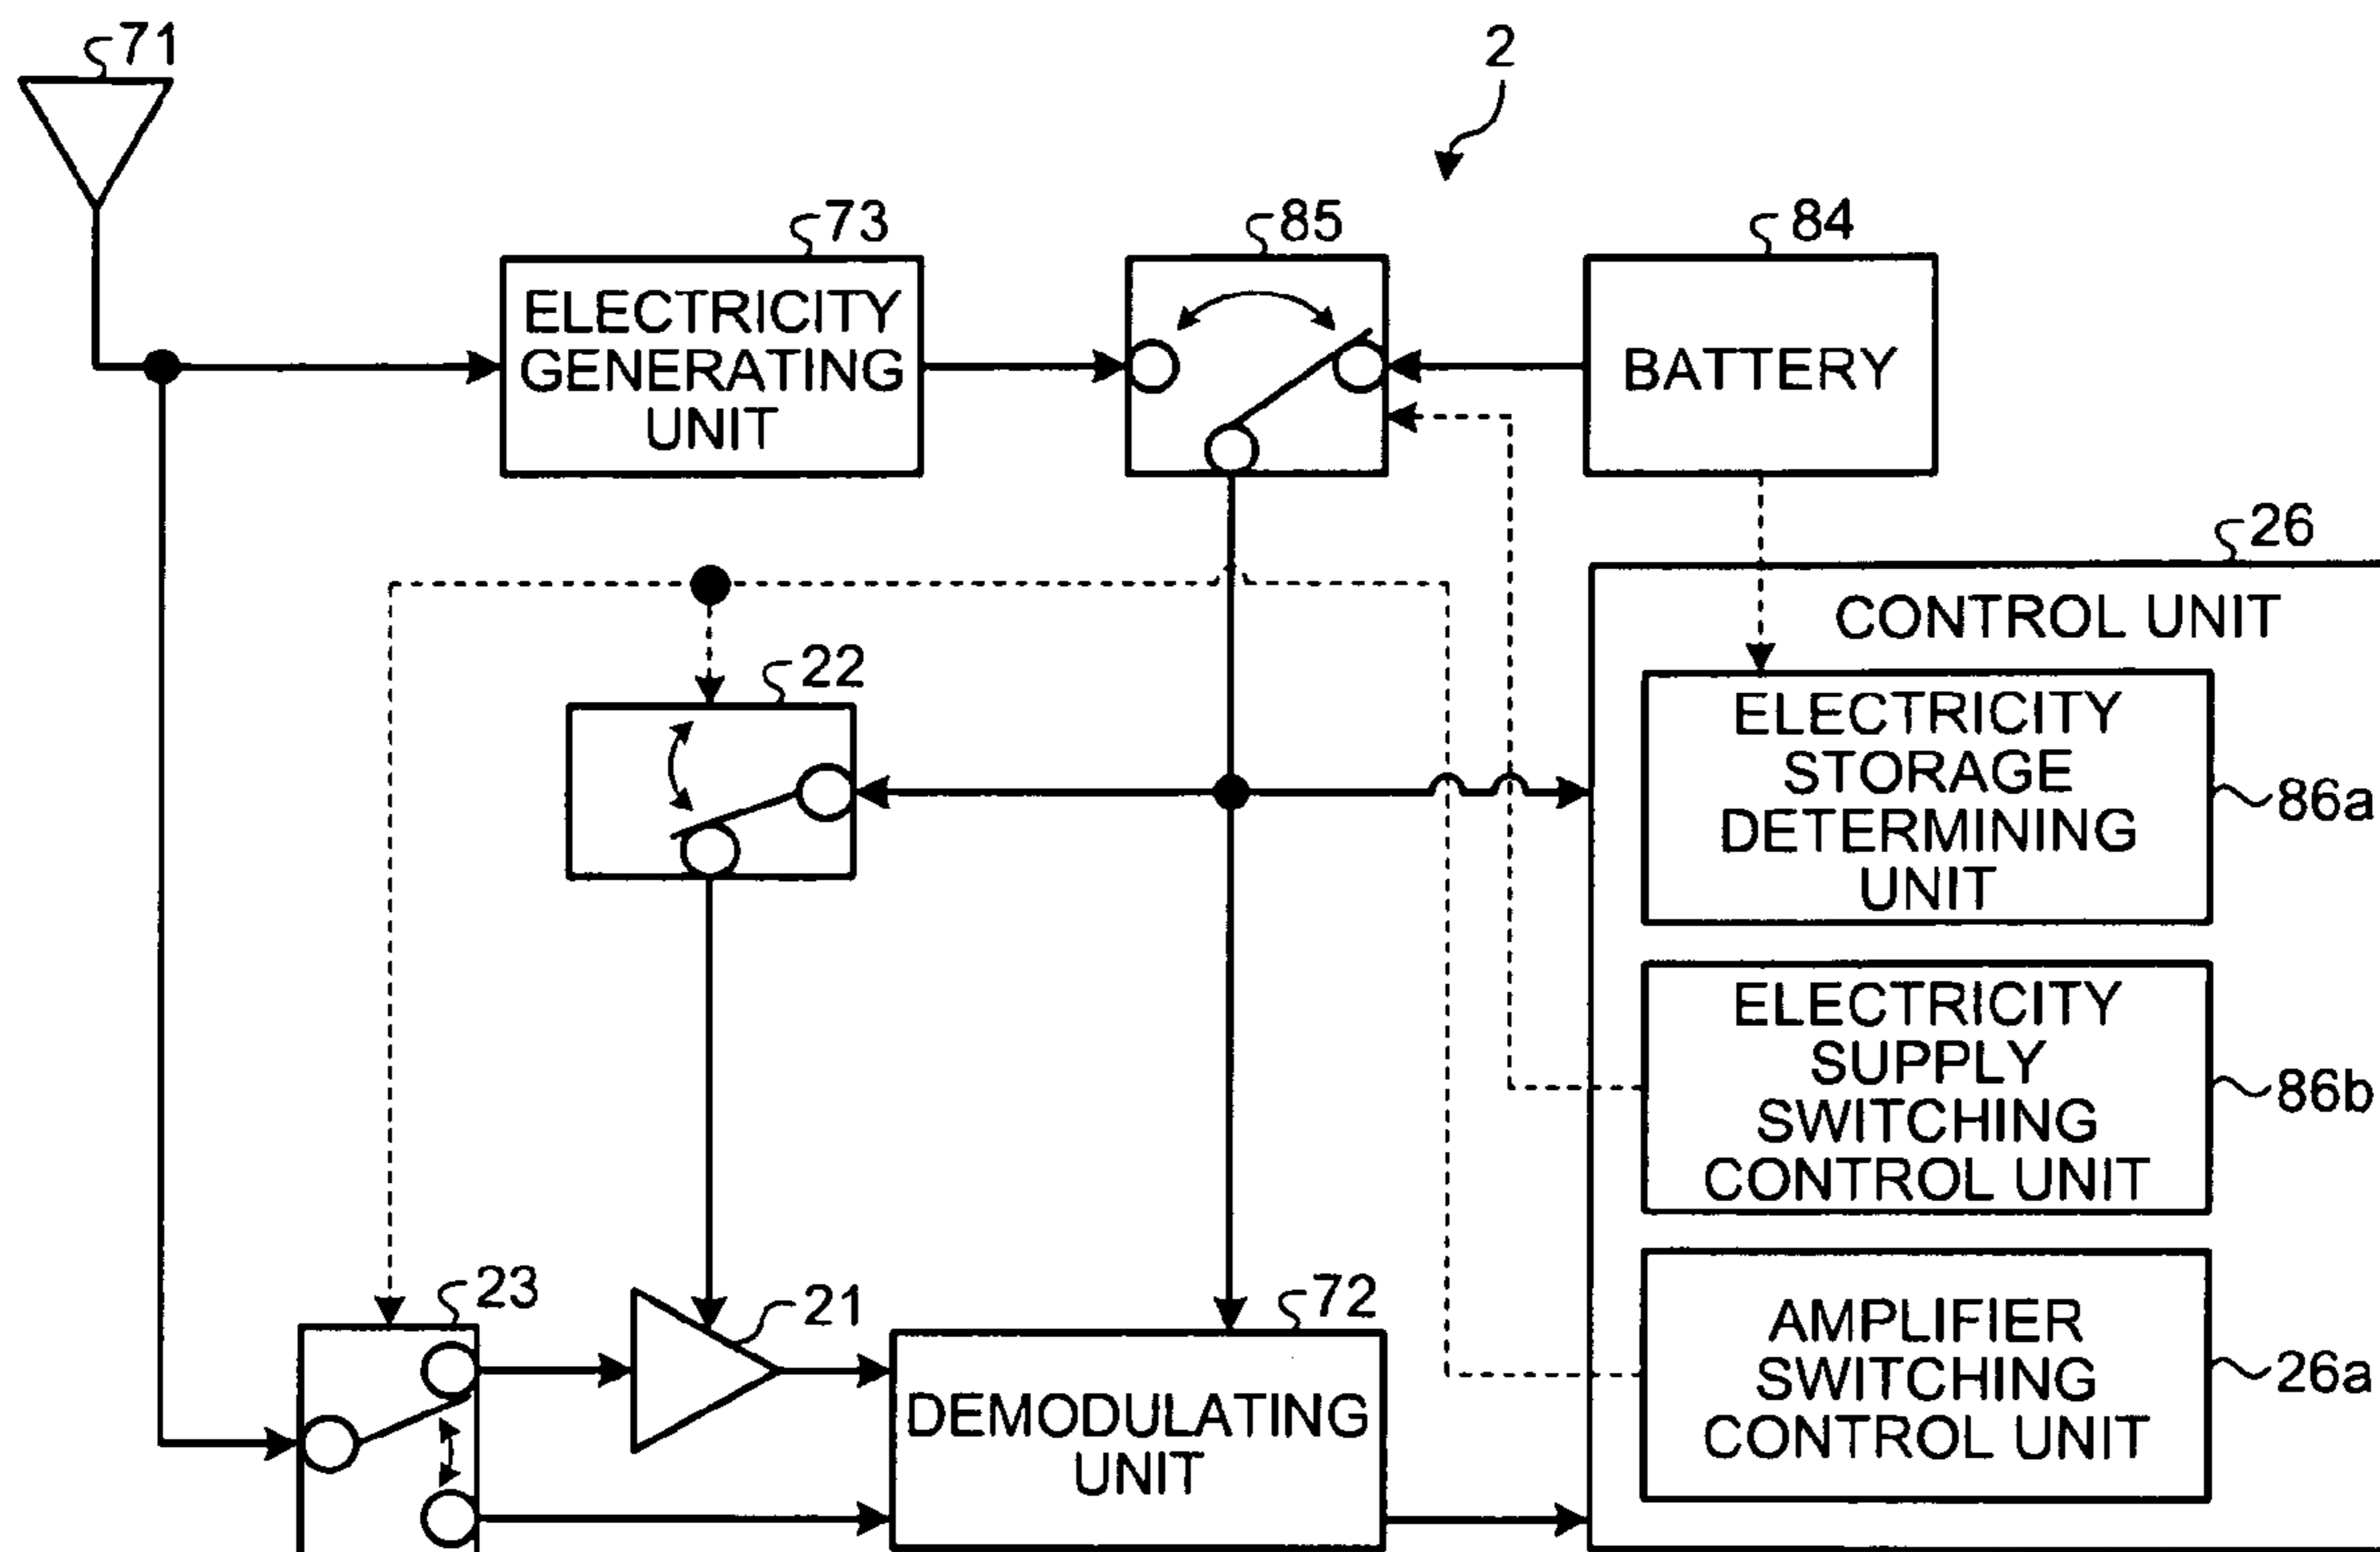 71
2
73
85
84
ELECTRICITY
GENERATING
UNIT
BATTERY
26
CONTROL UNIT
22
ELECTRICITY
STORAGE
DETERMINING
UNIT
86a
ELECTRICITY
SUPPLY
SWITCHING
CONTROL UNIT
86b
23
21
72
AMPLIFIER
SWITCHING
CONTROL UNIT
26a
DEMODULATING
UNIT